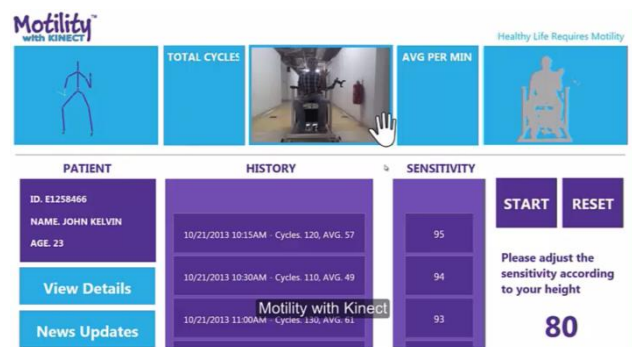 Motility™
with KINECT
Healthy Life Requires Motility
TOTAL CYCLES
AVG PER MIN
PATIENT
HISTORY
SENSITIVITY
ID. E1258466
NAME. JOHN KELVIN
AGE. 23
View Details
News Updates
10/21/2013 10:15AM - Cycles. 120, AVG. 57
10/21/2013 10:30AM - Cycles. 110, AVG. 49
10/21/2013 11:00AM - Cycles. 130, AVG. 61
95
94
93
START
RESET
Please adjust the
sensitivity according
to your height
80
Motility with Kinect